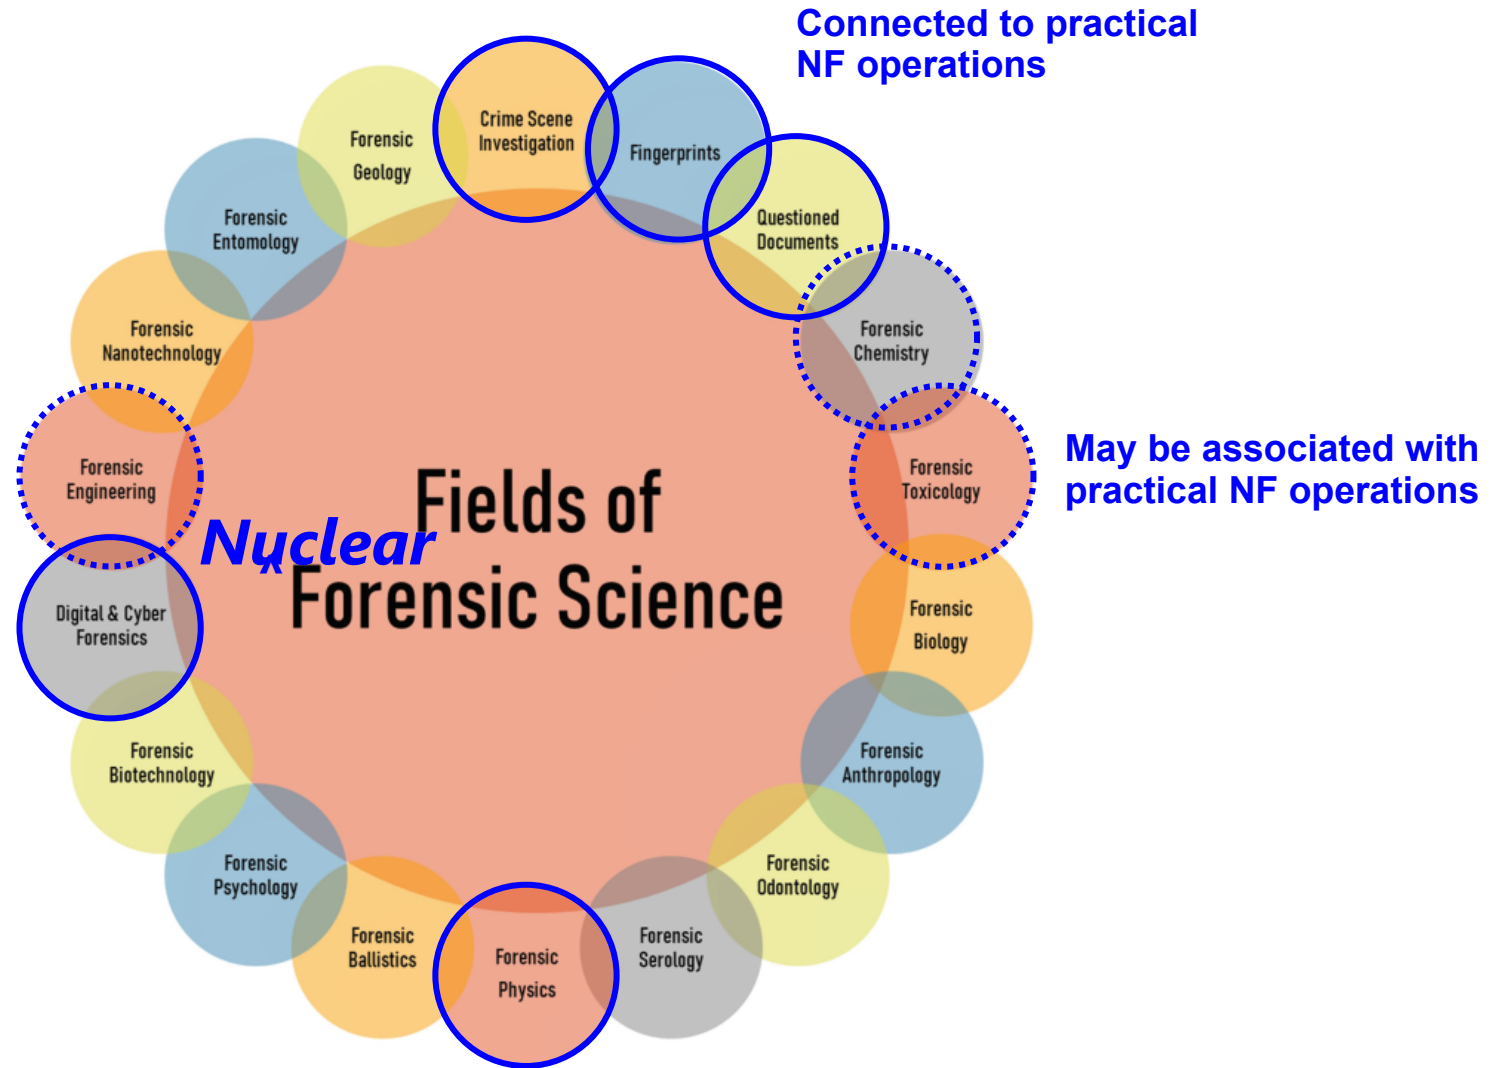 Connected to practical
NF operations
Crime Scene
Investigation
Fingerprints
Questioned
Documents
Forensic
Chemistry
Forensic
Toxicology
May be associated with
practical NF operations
Forensic
Biology
Forensic
Anthropology
Forensic
Odontology
Forensic
Serology
Forensic
Physics
Forensic
Ballistics
Forensic
Psychology
Forensic
Biotechnology
Digital & Cyber
Forensics
Forensic
Engineering
Forensic
Nanotechnology
Forensic
Entomology
Forensic
Geology
Fields of
Nuclear
^
Forensic Science